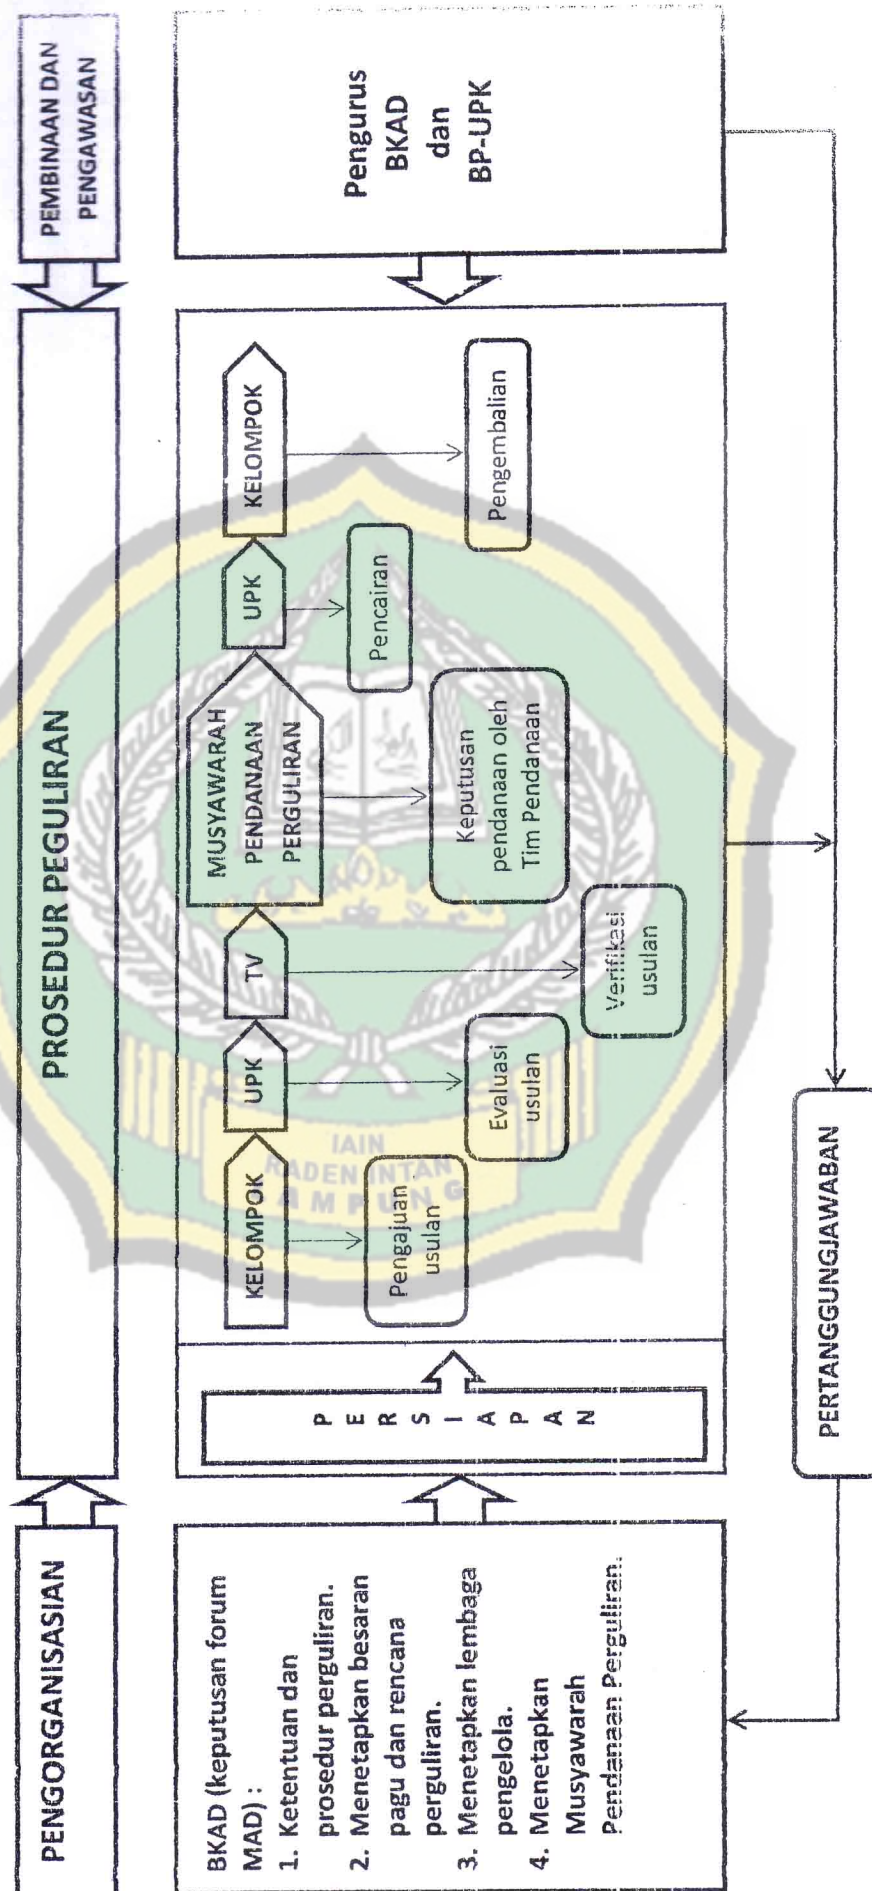 PENGORGANISASIAN
PROSEDUR PEGULIRAN
PEMBINAAN DAN
PENGAWASAN
BKAD (keputusan forum
MAD) :
1. Ketentuan dan
prosedur perguliran.
2. Menetapkan besaran
pagu dan rencana
perguliran.
3. Menetapkan lembaga
pengelola.
4. Menetapkan
Musyawarah
Pendanaan Perguliran.
P
E
R
S
I
A
P
A
N
KELOMPOK
UPK
TV
MUSYAWARAH
PENDANAAN
PERGULIRAN
UPK
KELOMPOK
Pengajuan
usulan
Evaluasi
usulan
Verifikasi
usulan
Keputusan
pendanaan oleh
Tim Pendanaan
Pencairan
Pengembalian
Pengurus
BKAD
dan
BP-UPK
PERTANGGUNGJAWABAN
IAIN
RADEN INTAN
LAMPUNG